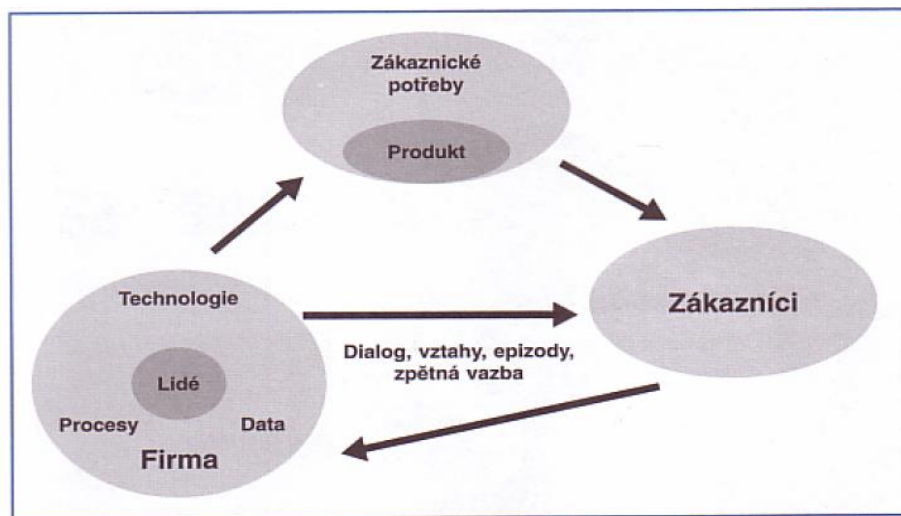 Zákaznické
potřeby
Produkt
Technologie
Zákazníci
Dialog, vztahy, epizody,
zpětná vazba
Lidé
Procesy
Data
Firma